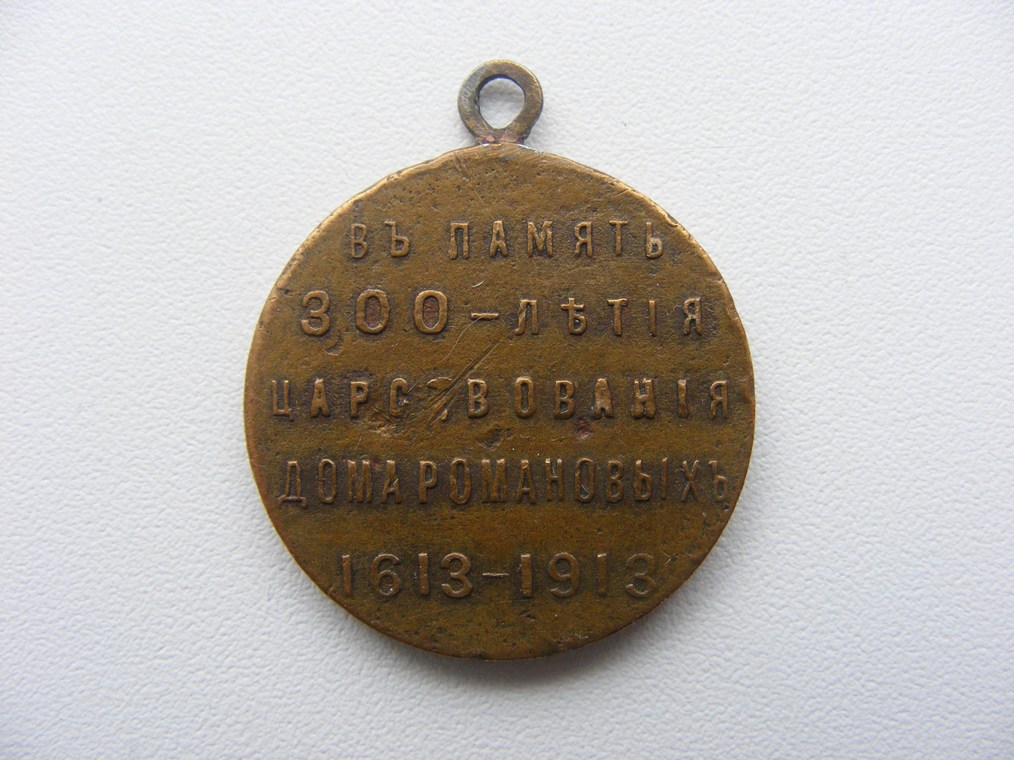 ВЪ ПАМЯТЬ
300-ЛѢТІЯ
ЦАРСТВОВАНІЯ
ДОМА РОМАНОВЫХЪ
1613-1913